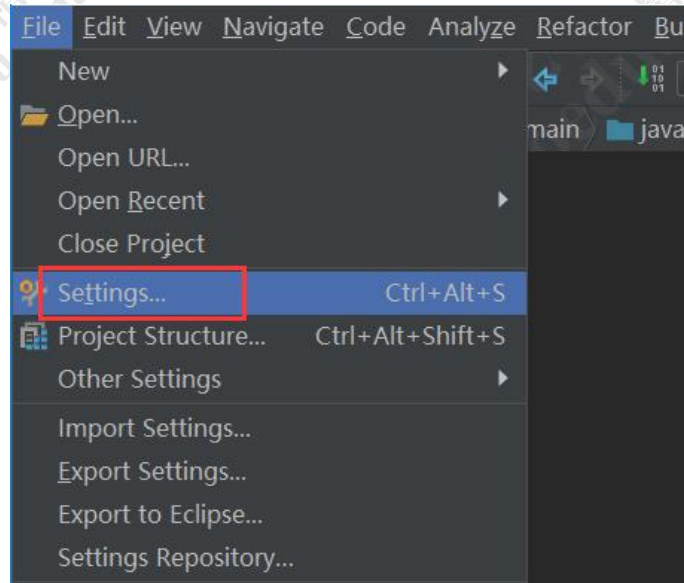 File Edit View Navigate Code Analyze Refactor Bu
New
Open...
main java
Open URL...
Open Recent
Close Project
Settings... Ctrl+Alt+S
Project Structure... Ctrl+Alt+Shift+S
Other Settings
Import Settings...
Export Settings...
Export to Eclipse...
Settings Repository...